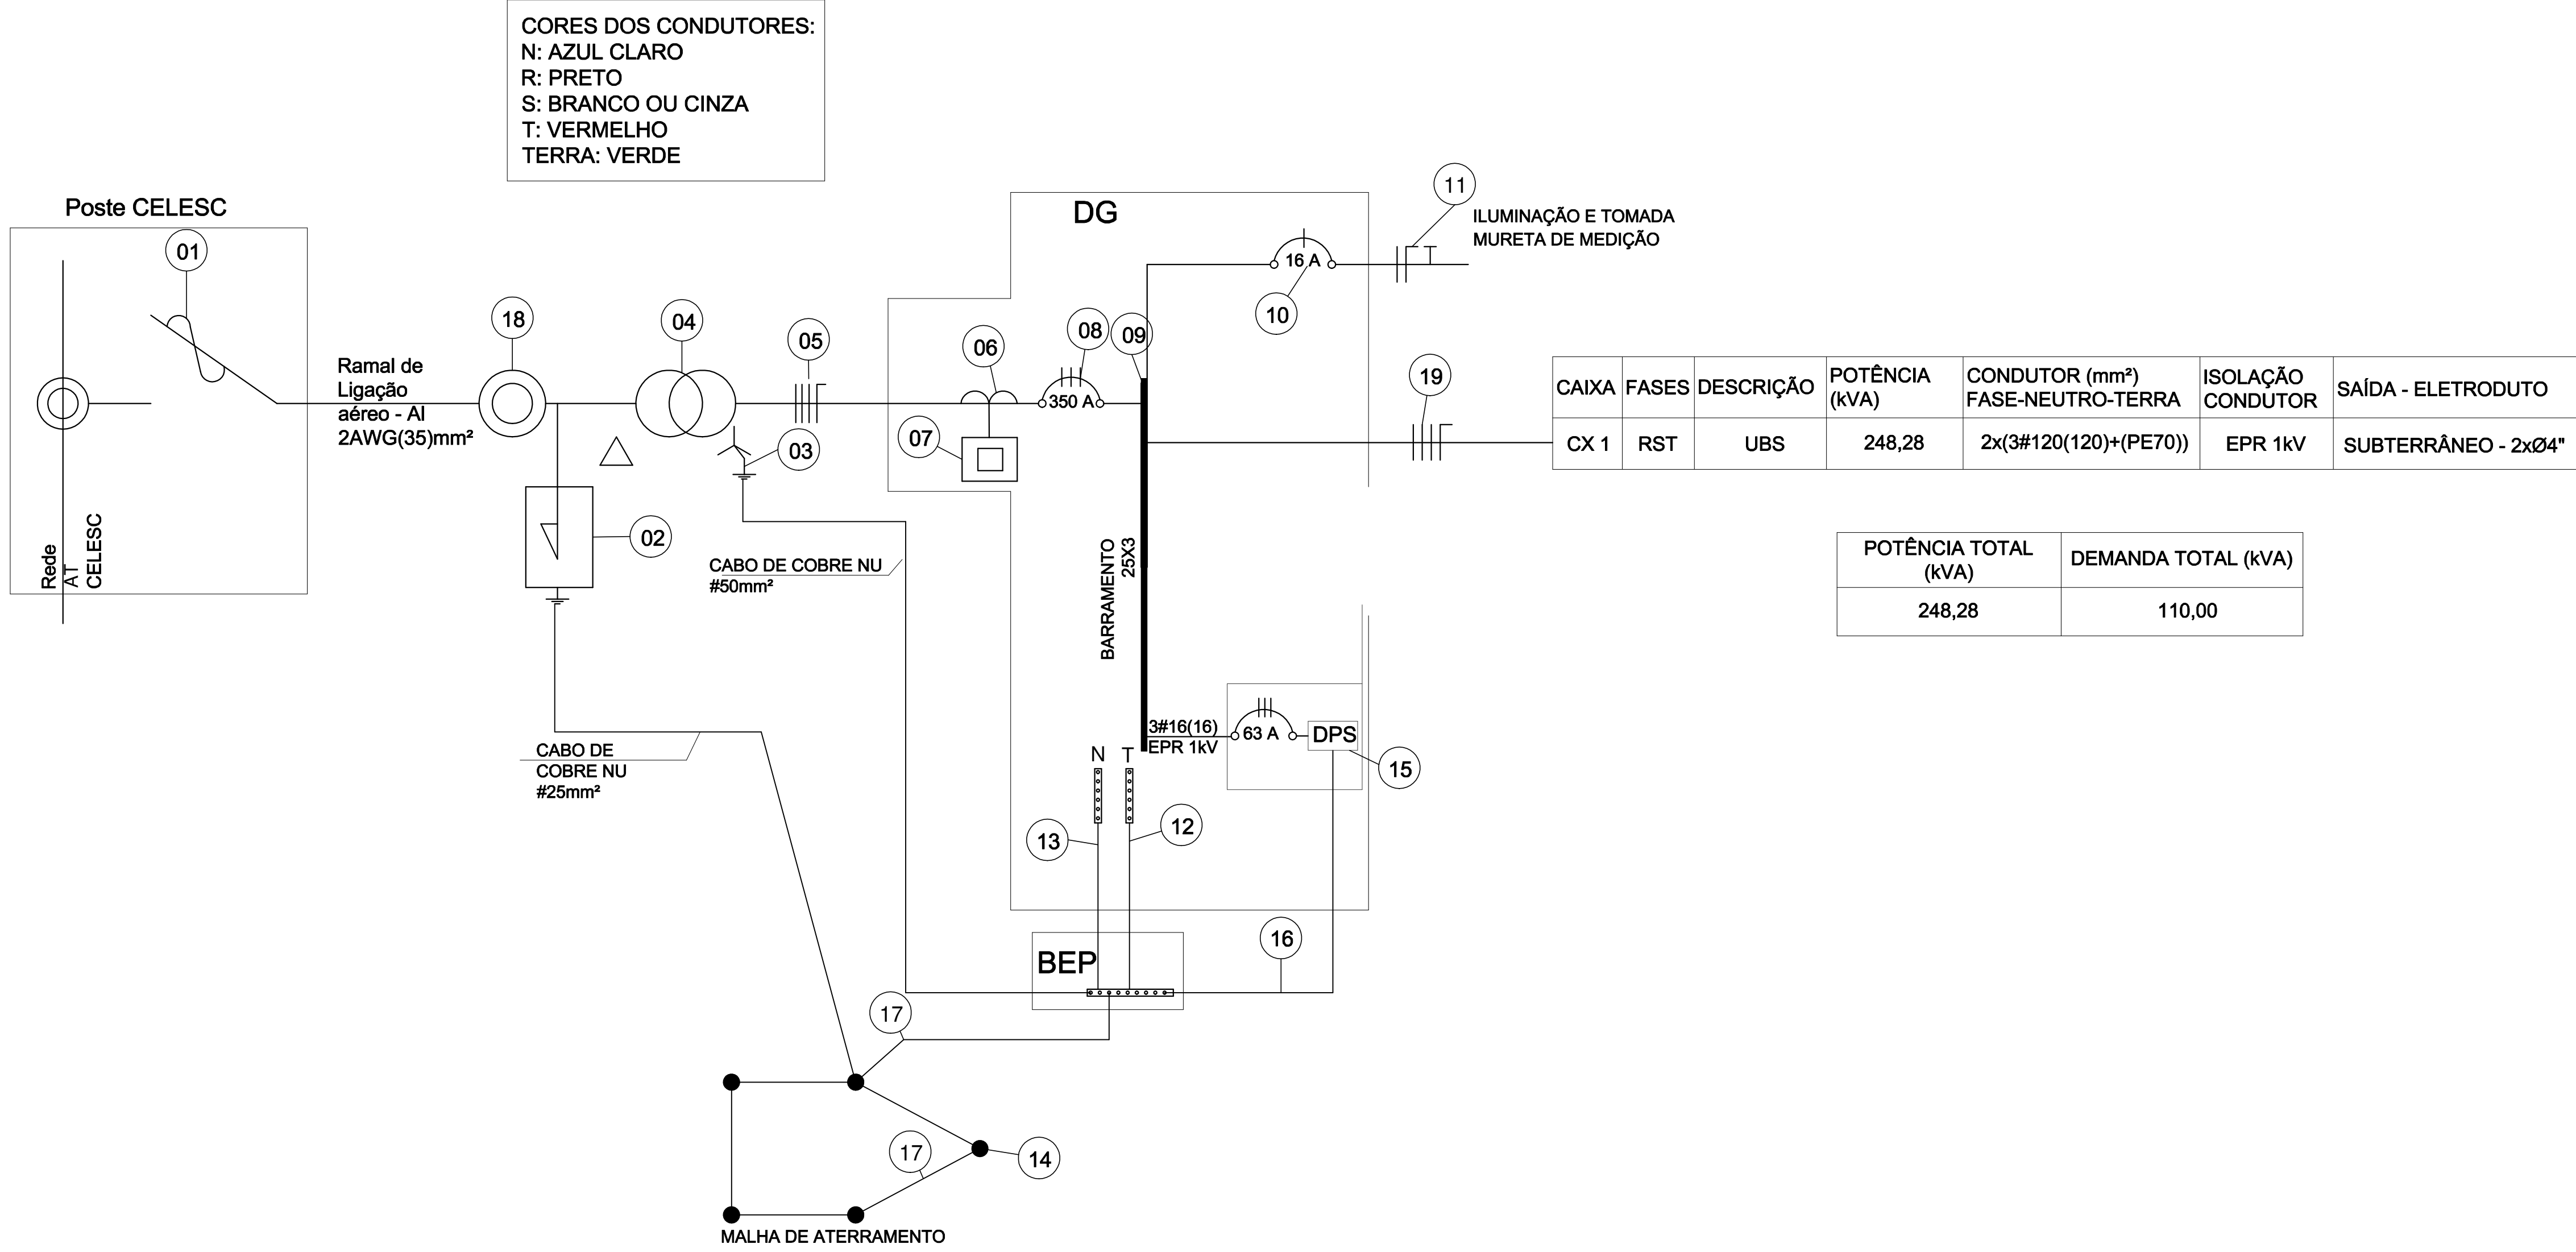 CORES DOS CONDUTORES:
N: AZUL CLARO
R: PRETO
S: BRANCO OU CINZA
T: VERMELHO
TERRA: VERDE
Poste CELESC
01
Rede
AT
CELESC
Ramal de
Ligação
aéreo - Al
2AWG(35)mm²
18
04
05
03
02
CABO DE COBRE NU
#50mm²
CABO DE
COBRE NU
#25mm²
DG
06
07
08
350 A
09
16 A
10
11
ILUMINAÇÃO E TOMADA
MURETA DE MEDIÇÃO
19
CAIXA
FASES
DESCRIÇÃO
POTÊNCIA
(kVA)
CONDUTOR (mm²)
FASE-NEUTRO-TERRA
ISOLAÇÃO
CONDUTOR
SAÍDA - ELETRODUTO
CX 1
RST
UBS
248,28
2x(3#120(120)+(PE70))
EPR 1kV
SUBTERRÂNEO - 2xØ4"
POTÊNCIA TOTAL
(kVA)
DEMANDA TOTAL (kVA)
248,28
110,00
BARRAMENTO
25X3
3#16(16)
EPR 1kV
63 A
DPS
15
N
T
13
12
BEP
16
17
17
14
MALHA DE ATERRAMENTO